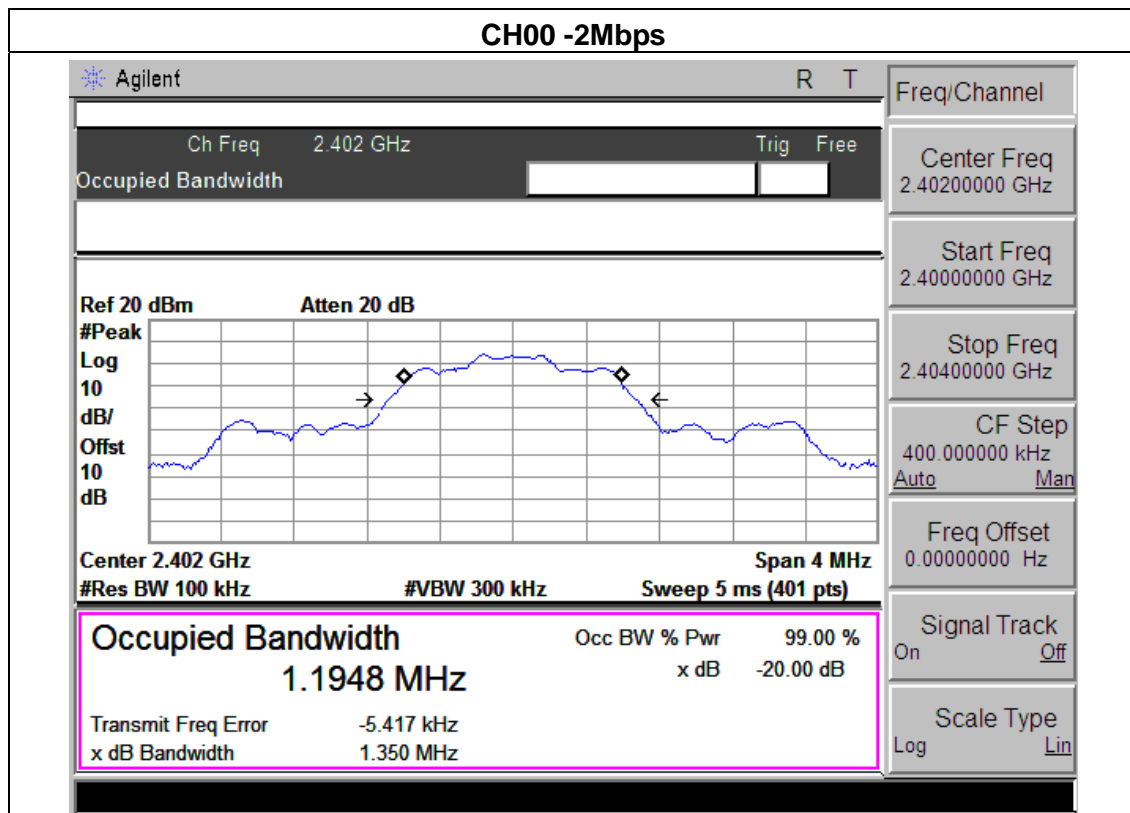 CH00 -2Mbps
Agilent R T
Ch Freq 2.402 GHz Trig Free
Occupied Bandwidth
Ref 20 dBm Atten 20 dB
#Peak
Log
10
dB/
Offst
10
dB
Center 2.402 GHz Span 4 MHz
#Res BW 100 kHz #VBW 300 kHz Sweep 5 ms (401 pts)
Occupied Bandwidth Occ BW % Pwr 99.00 %
1.1948 MHz x dB -20.00 dB
Transmit Freq Error -5.417 kHz
x dB Bandwidth 1.350 MHz
Freq/Channel
Center Freq
2.40200000 GHz
Start Freq
2.40000000 GHz
Stop Freq
2.40400000 GHz
CF Step
400.000000 kHz
Auto Man
Freq Offset
0.00000000 Hz
Signal Track
On Off
Scale Type
Log Lin